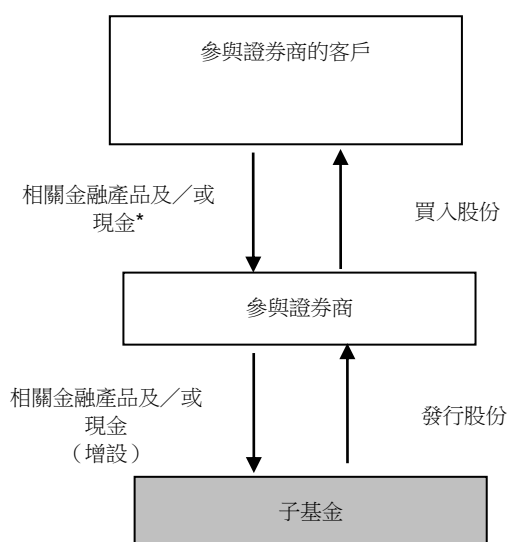 參與證券商的客戶
相關金融產品及／或
現金*
買入股份
參與證券商
相關金融產品及／或
現金
（增設）
發行股份
子基金